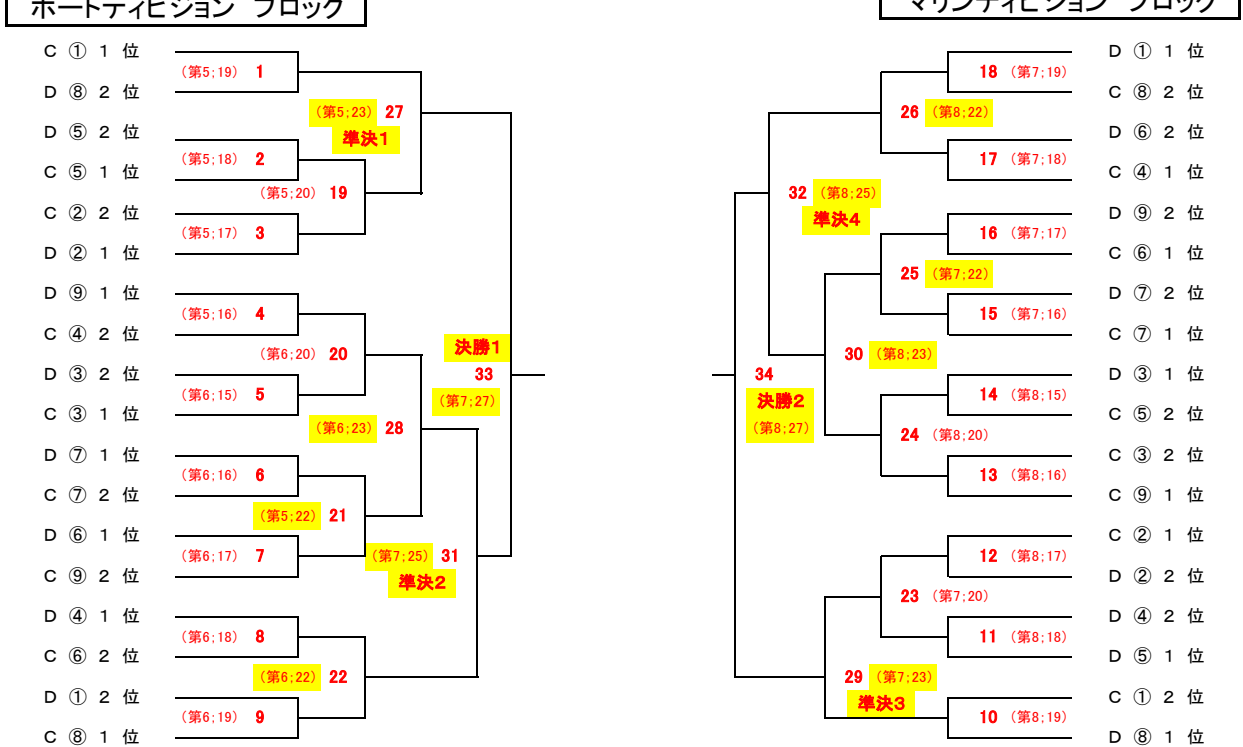 ポートディビジョン ブロック
C ① 1 位
D ⑧ 2 位
D ⑤ 2 位
C ⑤ 1 位
C ② 2 位
D ② 1 位
D ⑨ 1 位
C ④ 2 位
D ③ 2 位
C ③ 1 位
D ⑦ 1 位
C ⑦ 2 位
D ⑥ 1 位
C ⑨ 2 位
D ④ 1 位
C ⑥ 2 位
D ① 2 位
C ⑧ 1 位
(第5;19) 1
(第5;18) 2
(第5;17) 3
(第5;16) 4
(第6;15) 5
(第6;16) 6
(第6;17) 7
(第6;18) 8
(第6;19) 9
(第5;20) 19
(第6;20) 20
(第5;22) 21
(第6;22) 22
(第5;23) 27
準決1
(第6;23) 28
(第7;25) 31
準決2
決勝1
33
(第7;27)
マリンディビジョン ブロック
34
決勝2
(第8;27)
32 (第8;25)
準決4
30 (第8;23)
29 (第7;23)
準決3
26 (第8;22)
25 (第7;22)
24 (第8;20)
23 (第7;20)
18 (第7;19)
17 (第7;18)
16 (第7;17)
15 (第7;16)
14 (第8;15)
13 (第8;16)
12 (第8;17)
11 (第8;18)
10 (第8;19)
D ① 1 位
C ⑧ 2 位
D ⑥ 2 位
C ④ 1 位
D ⑨ 2 位
C ⑥ 1 位
D ⑦ 2 位
C ⑦ 1 位
D ③ 1 位
C ⑤ 2 位
C ③ 2 位
C ⑨ 1 位
C ② 1 位
D ② 2 位
D ④ 2 位
D ⑤ 1 位
C ① 2 位
D ⑧ 1 位